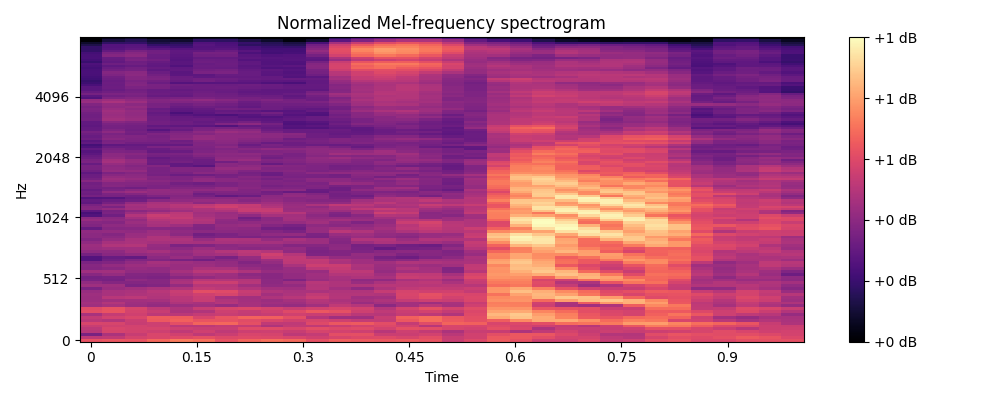 Normalized Mel-frequency spectrogram
Hz
4096
2048
1024
512
0
0 0.15 0.3 0.45 0.6 0.75 0.9
Time
+1 dB
+1 dB
+1 dB
+0 dB
+0 dB
+0 dB